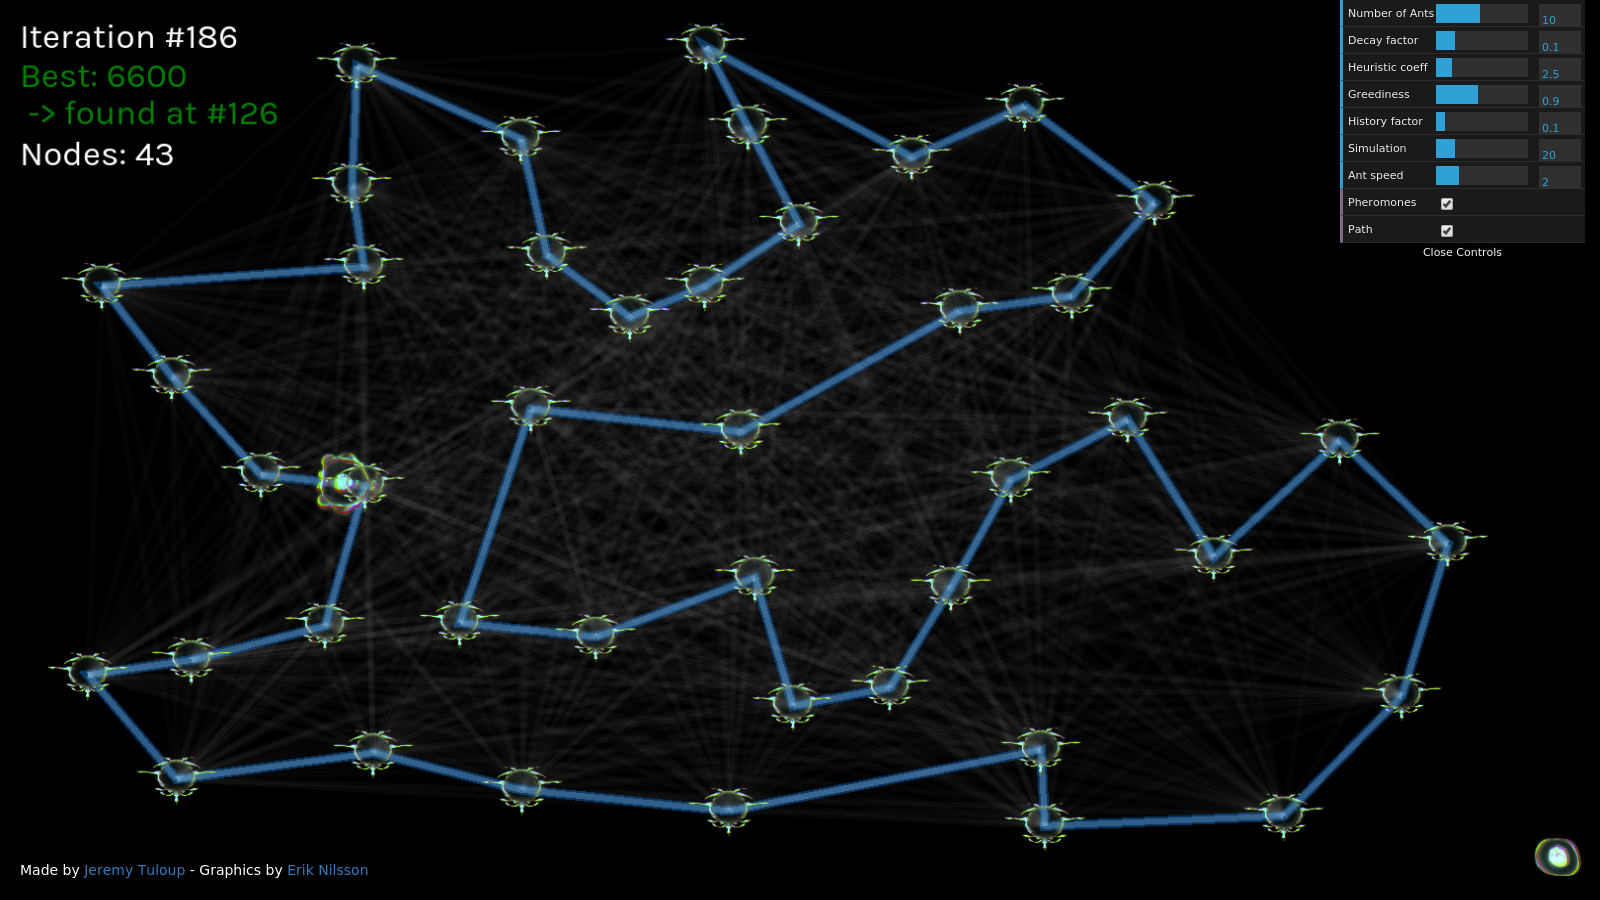 Iteration #186
Best: 6600
-> found at #126
Nodes: 43
Number of Ants 10
Decay factor 0.1
Heuristic coeff 2.5
Greediness 0.9
History factor 0.1
Simulation 20
Ant speed 2
Pheromones
Path
Close Controls
Made by Jeremy Tuloup - Graphics by Erik Nilsson